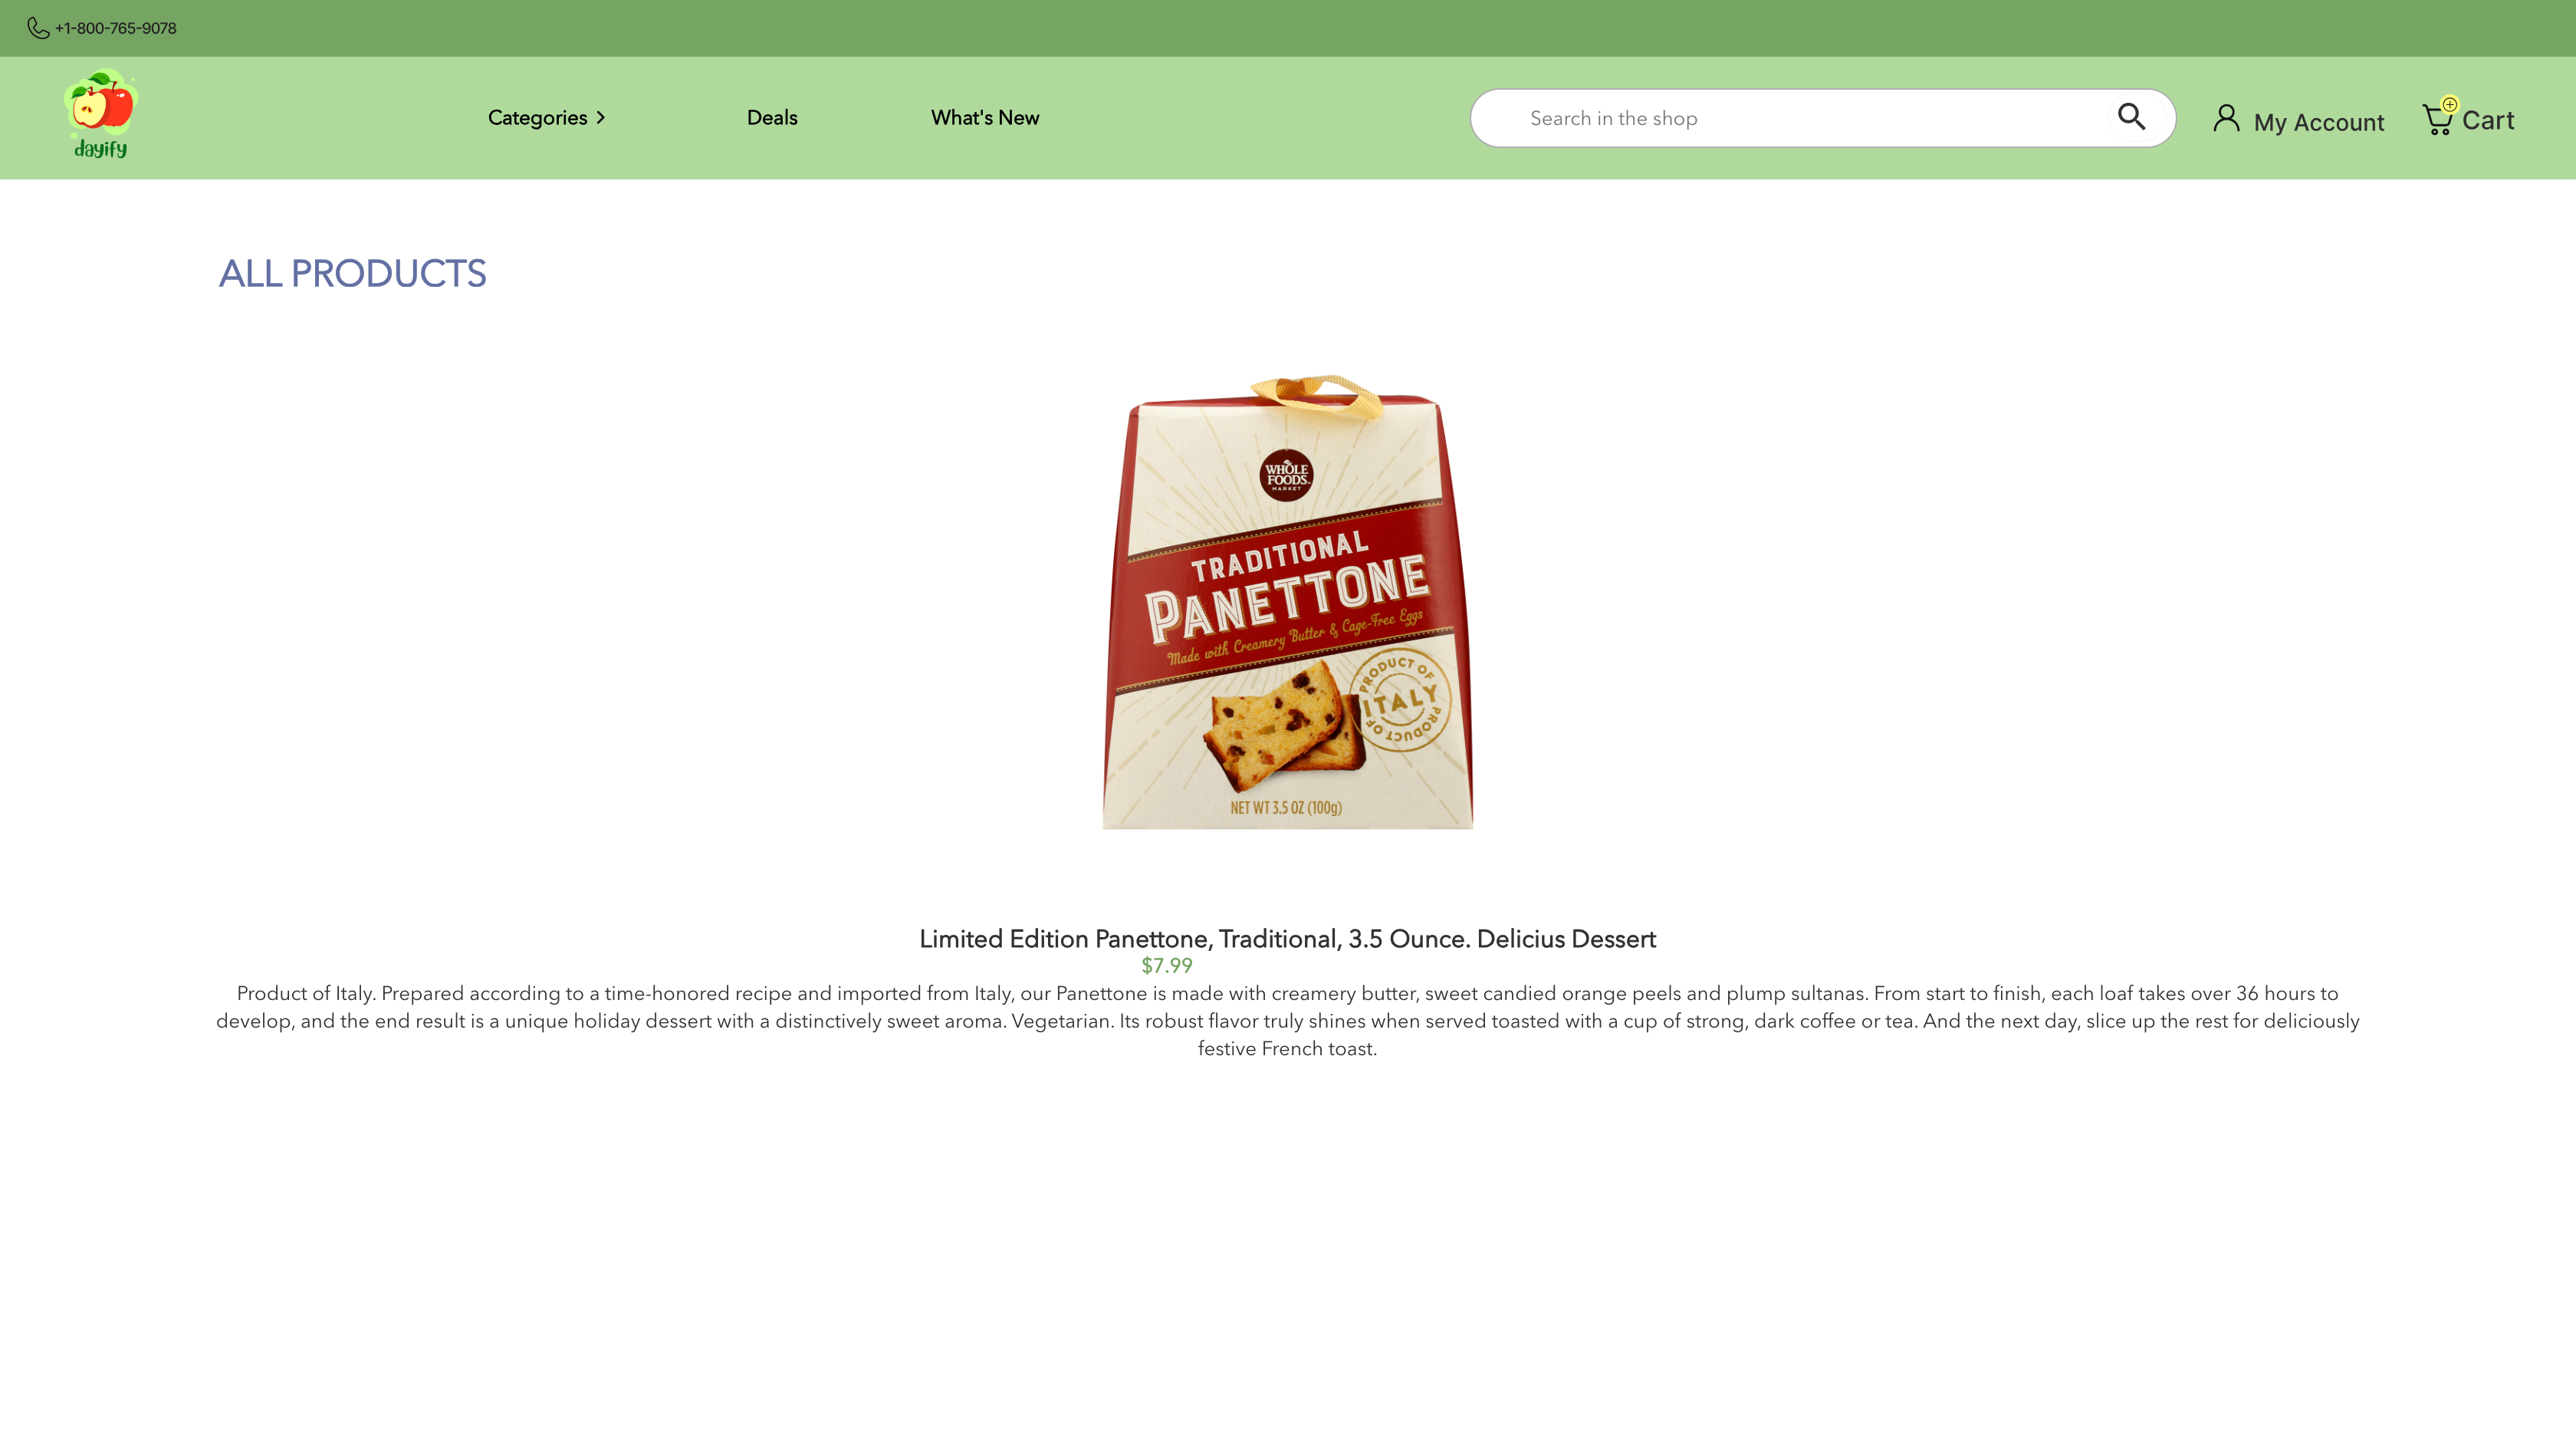 +1-800-765-9078
dayify
Categories
Deals
What's New
Search in the shop
My Account
Cart
ALL PRODUCTS
WHOLE
FOODS
MARKET
TRADITIONAL
PANETTONE
Made with Creamery Butter & Cage-Free Eggs
PRODUCT OF
ITALY
PRODUCT OF
NET WT 3.5 OZ (100g)
Limited Edition Panettone, Traditional, 3.5 Ounce. Delicius Dessert
$7.99
Product of Italy. Prepared according to a time-honored recipe and imported from Italy, our Panettone is made with creamery butter, sweet candied orange peels and plump sultanas. From start to finish, each loaf takes over 36 hours to
develop, and the end result is a unique holiday dessert with a distinctively sweet aroma. Vegetarian. Its robust flavor truly shines when served toasted with a cup of strong, dark coffee or tea. And the next day, slice up the rest for deliciously
festive French toast.